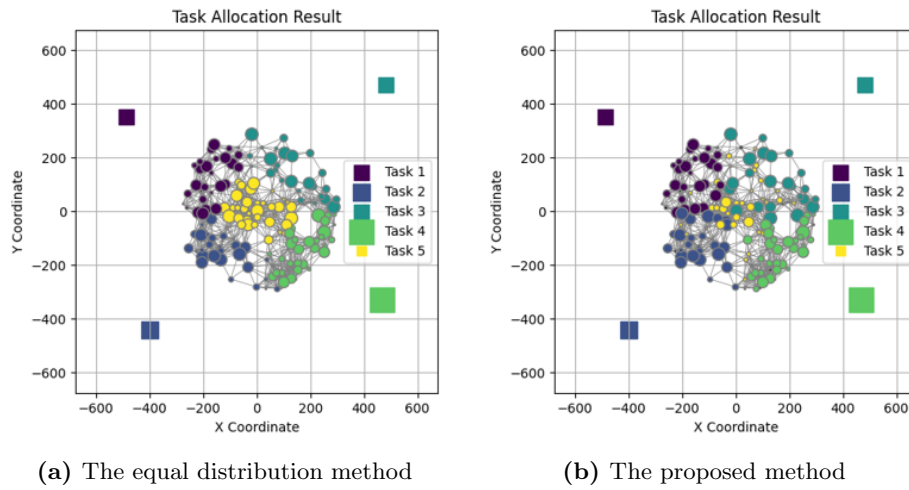 Task Allocation Result
Y Coordinate
600
400
200
0
−200
−400
−600
Task 1
Task 2
Task 3
Task 4
Task 5
−600 −400 −200 0 200 400 600
X Coordinate
(a) The equal distribution method
Task Allocation Result
Y Coordinate
600
400
200
0
−200
−400
−600
Task 1
Task 2
Task 3
Task 4
Task 5
−600 −400 −200 0 200 400 600
X Coordinate
(b) The proposed method